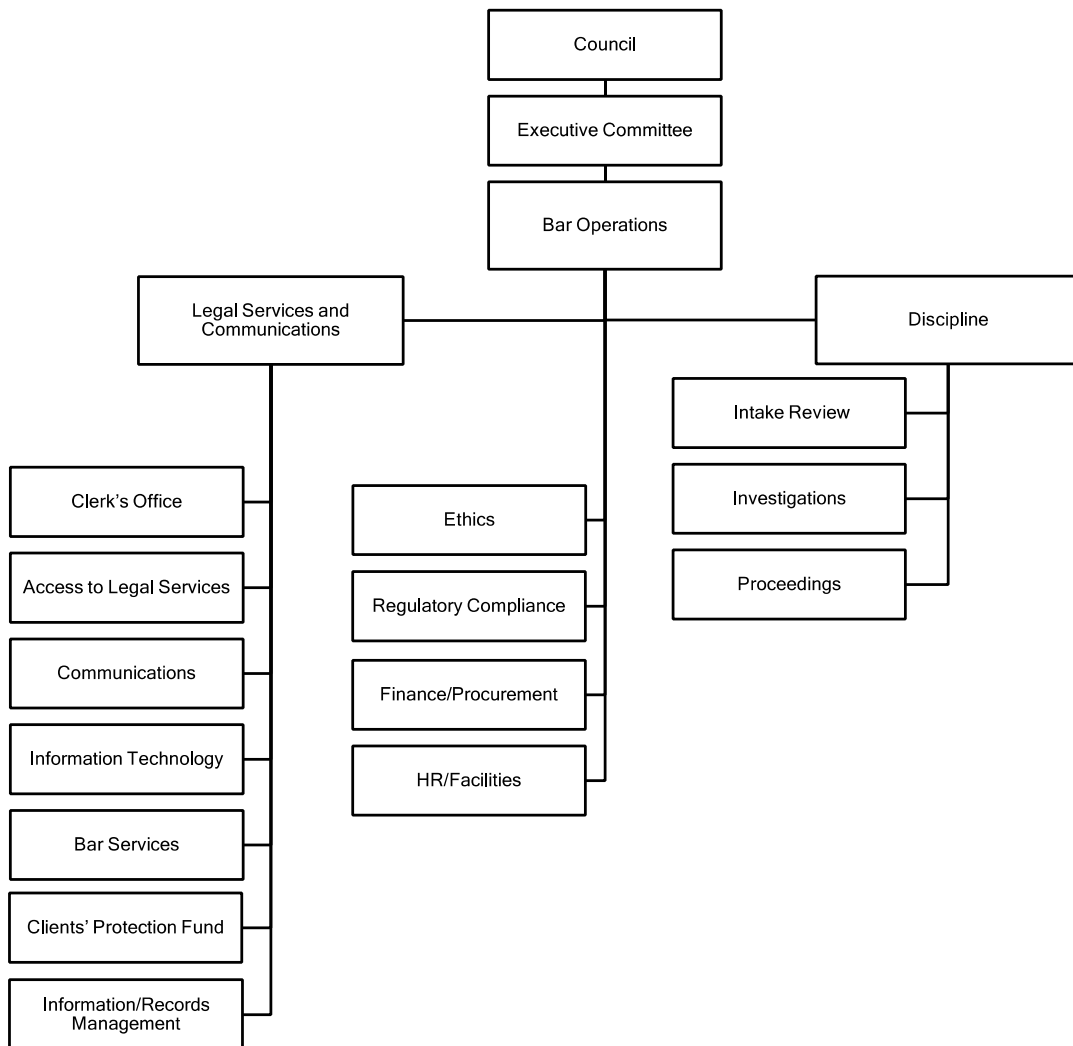 Council
Executive Committee
Bar Operations
Legal Services and
Communications
Discipline
Intake Review
Investigations
Proceedings
Clerk’s Office
Access to Legal Services
Communications
Information Technology
Bar Services
Clients’ Protection Fund
Information/Records
Management
Ethics
Regulatory Compliance
Finance/Procurement
HR/Facilities